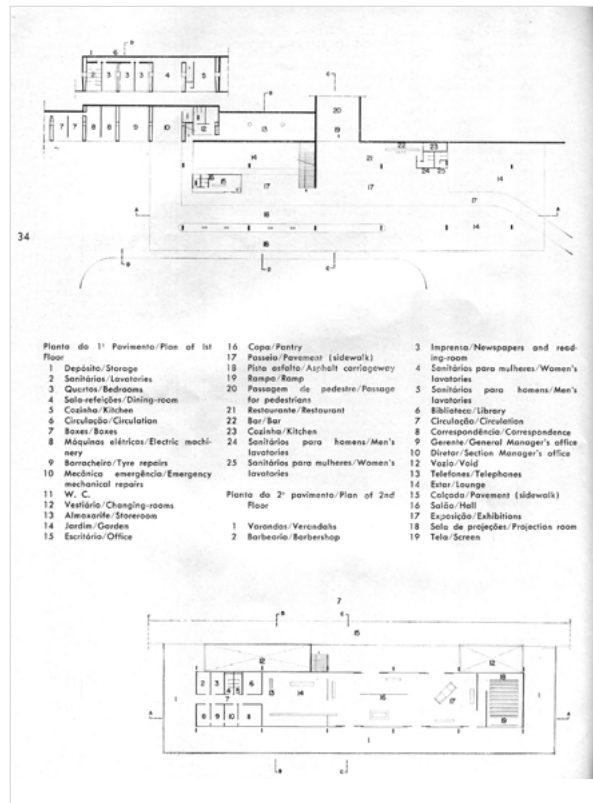 34
Planta do 1º Pavimento/Plan of 1st
Floor
1 Depósito/Storage
2 Sanitários/Lavatories
3 Quartos/Bedrooms
4 Sala-refeições/Dining-room
5 Cozinha/Kitchen
6 Circulação/Circulation
7 Boxes/Boxes
8 Máquinas elétricas/Electric machi-
nery
9 Borracheiro/Tyre repairs
10 Mecânica emergência/Emergency
mechanical repairs
11 W. C.
12 Vestiário/Changing-rooms
13 Almoxarife/Storeroom
14 Jardim/Garden
15 Escritório/Office
16 Copa/Pantry
17 Passeio/Pavement (sidewalk)
18 Pista asfalto/Asphalt carriageway
19 Rampa/Ramp
20 Passagem de pedestre/Passage
for pedestrians
21 Restaurante/Restaurant
22 Bar/Bar
23 Cozinha/Kitchen
24 Sanitários para homens/Men's
lavatories
25 Sanitários para mulheres/Women's
lavatories
Planta do 2º pavimento/Plan of 2nd
Floor
1 Varandas/Verandahs
2 Barbearia/Barbershop
3 Imprensa/Newspapers and read-
ing-room
4 Sanitários para mulheres/Women's
lavatories
5 Sanitários para homens/Men's
lavatories
6 Biblioteca/Library
7 Circulação/Circulation
8 Correspondência/Correspondence
9 Gerente/General Manager's office
10 Diretor/Section Manager's office
12 Vazio/Void
13 Telefones/Telephones
14 Estar/Lounge
15 Calçada/Pavement (sidewalk)
16 Salão/Hall
17 Exposição/Exhibitions
18 Sala de projeções/Projection room
19 Tela/Screen